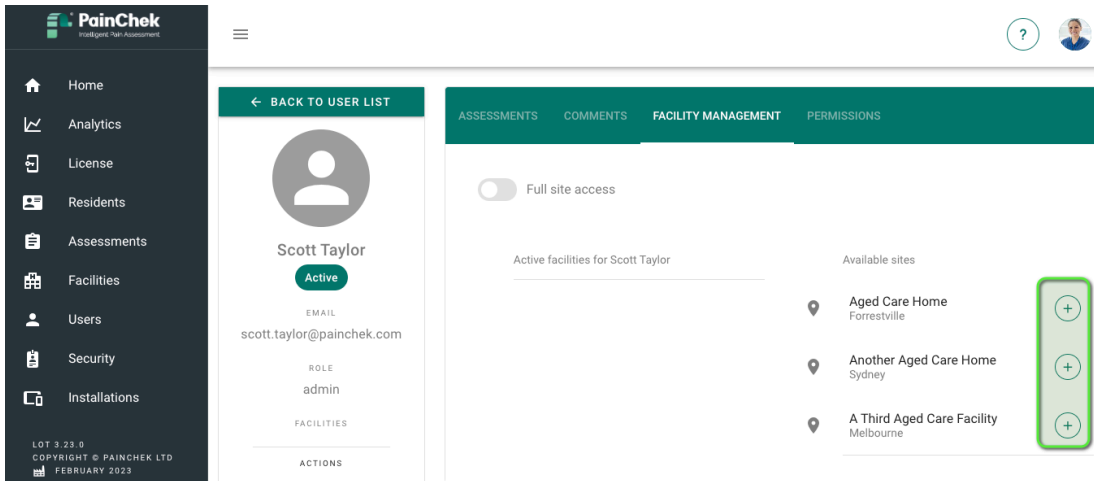 PainChek
Intelligent Pain Assessment
?
Home
Analytics
License
Residents
Assessments
Facilities
Users
Security
Installations
LOT 3.23.0
COPYRIGHT © PAINCHEK LTD
FEBRUARY 2023
← BACK TO USER LIST
Scott Taylor
Active
EMAIL
scott.taylor@painchek.com
ROLE
admin
FACILITIES
ACTIONS
ASSESSMENTS COMMENTS FACILITY MANAGEMENT PERMISSIONS
Full site access
Active facilities for Scott Taylor
Available sites
Aged Care Home
Forrestville
Another Aged Care Home
Sydney
A Third Aged Care Facility
Melbourne